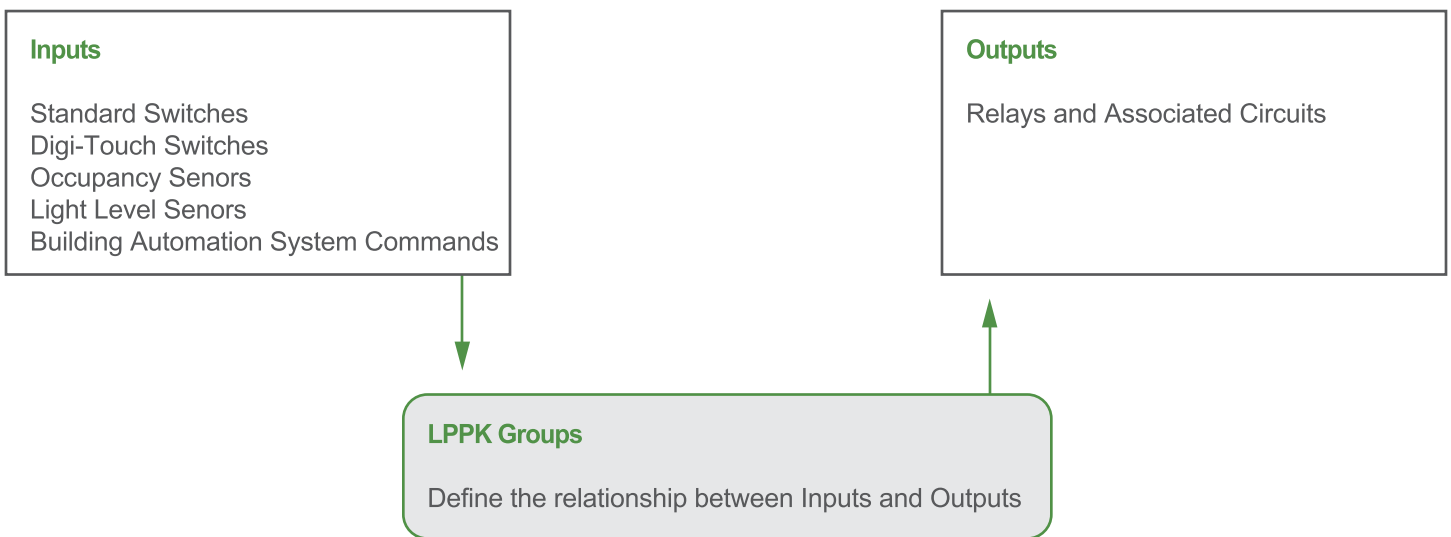 Inputs
Standard Switches
Digi-Touch Switches
Occupancy Senors
Light Level Senors
Building Automation System Commands
Outputs
Relays and Associated Circuits
LPPK Groups
Define the relationship between Inputs and Outputs